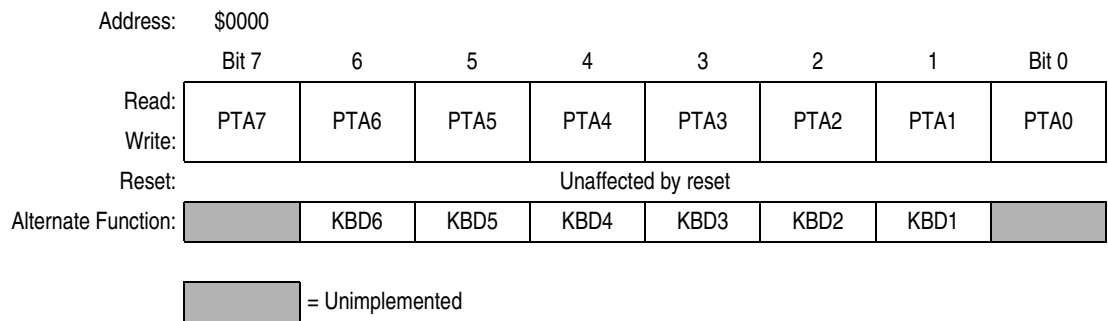 Address: $0000
Bit 7 6 5 4 3 2 1 Bit 0
Read:
PTA7 PTA6 PTA5 PTA4 PTA3 PTA2 PTA1 PTA0
Write:
Reset: Unaffected by reset
Alternate Function: KBD6 KBD5 KBD4 KBD3 KBD2 KBD1
= Unimplemented